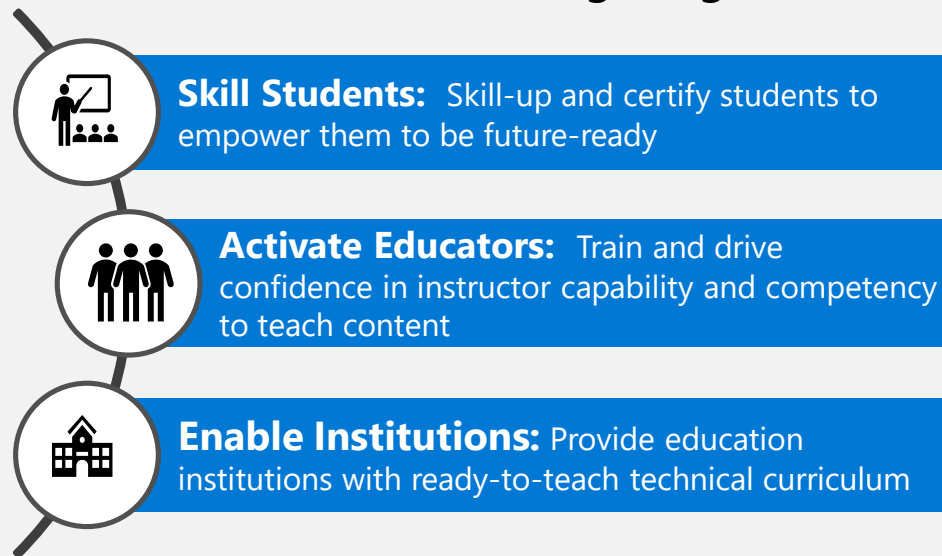 Skill Students: Skill-up and certify students to
empower them to be future-ready
Activate Educators: Train and drive
confidence in instructor capability and competency
to teach content
Enable Institutions: Provide education
institutions with ready-to-teach technical curriculum